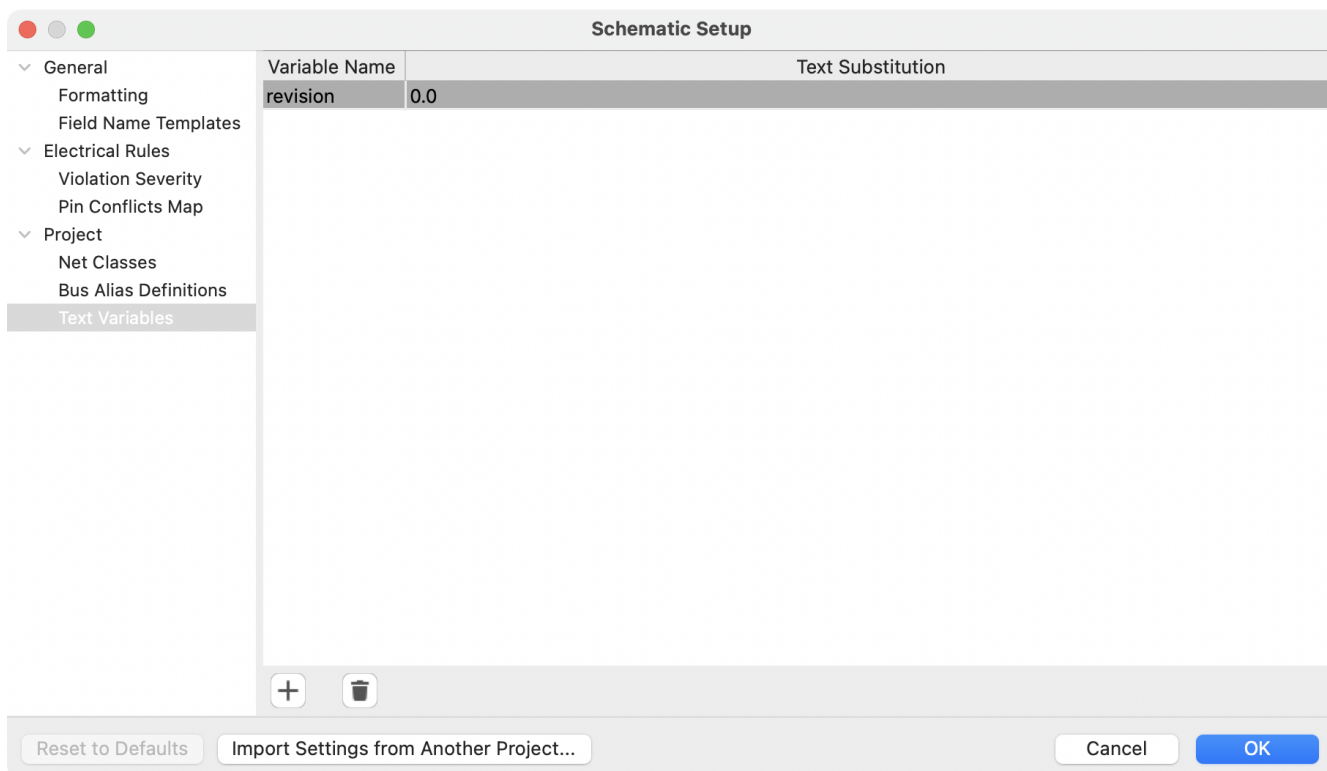 Schematic Setup
General
Formatting
Field Name Templates
Electrical Rules
Violation Severity
Pin Conflicts Map
Project
Net Classes
Bus Alias Definitions
Text Variables
Variable Name Text Substitution
revision 0.0
Reset to Defaults Import Settings from Another Project... Cancel OK